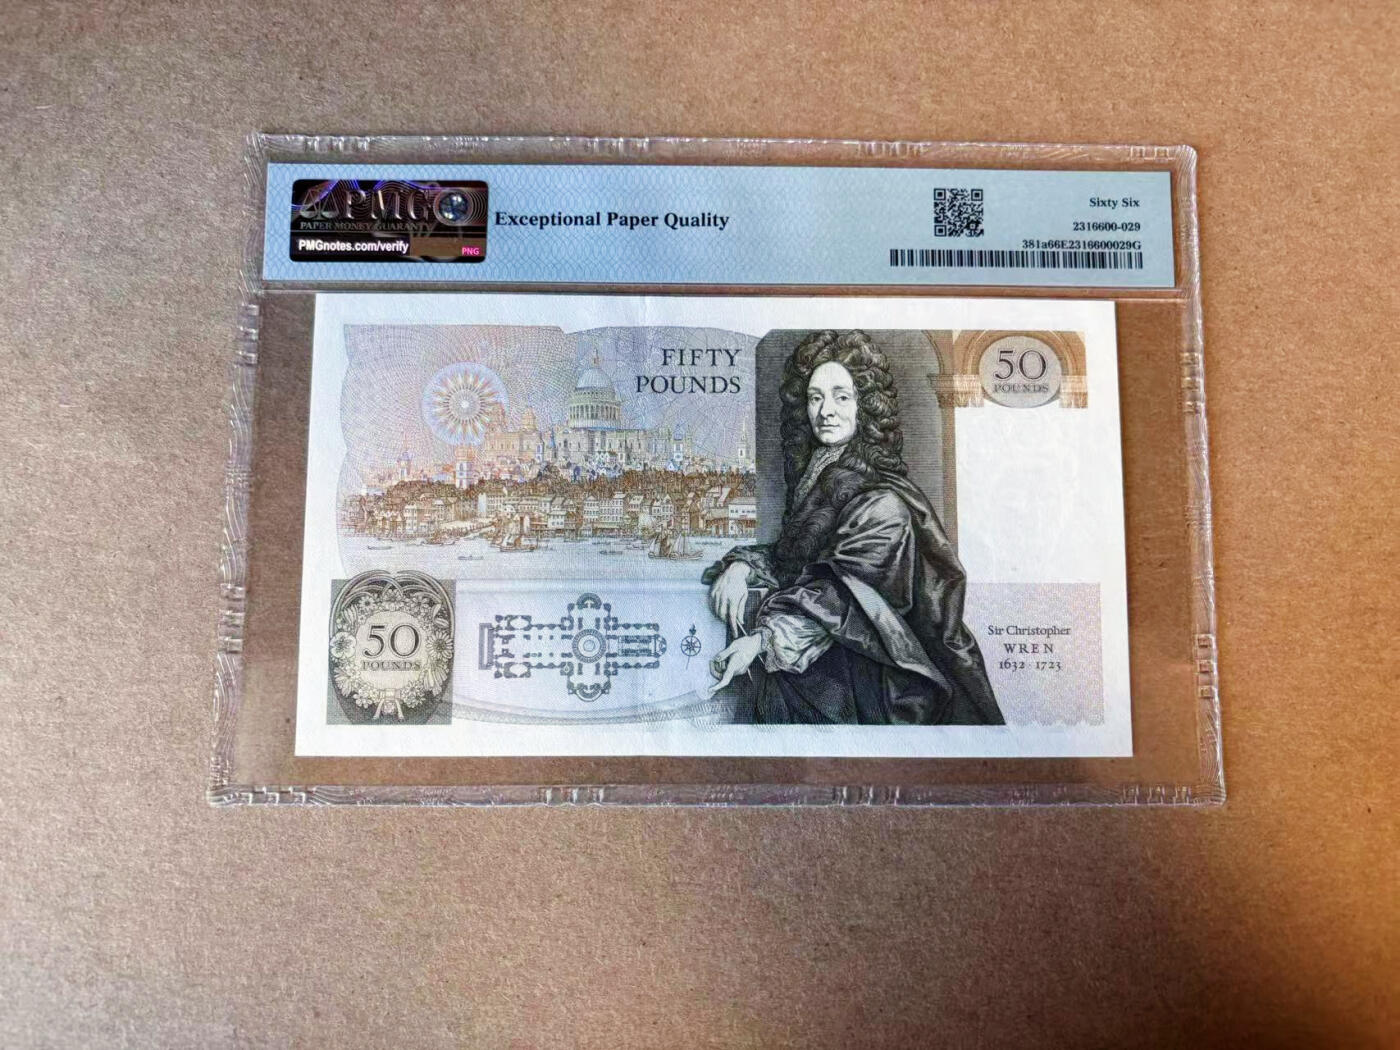 PMG
PAPER MONEY GUARANTY
PMGnotes.com/verify
PNG
Exceptional Paper Quality
Sixty Six
2316600-029
381a66E2316600029G
FIFTY
POUNDS
50
POUNDS
50
POUNDS
Sir Christopher
WREN
1632 · 1723